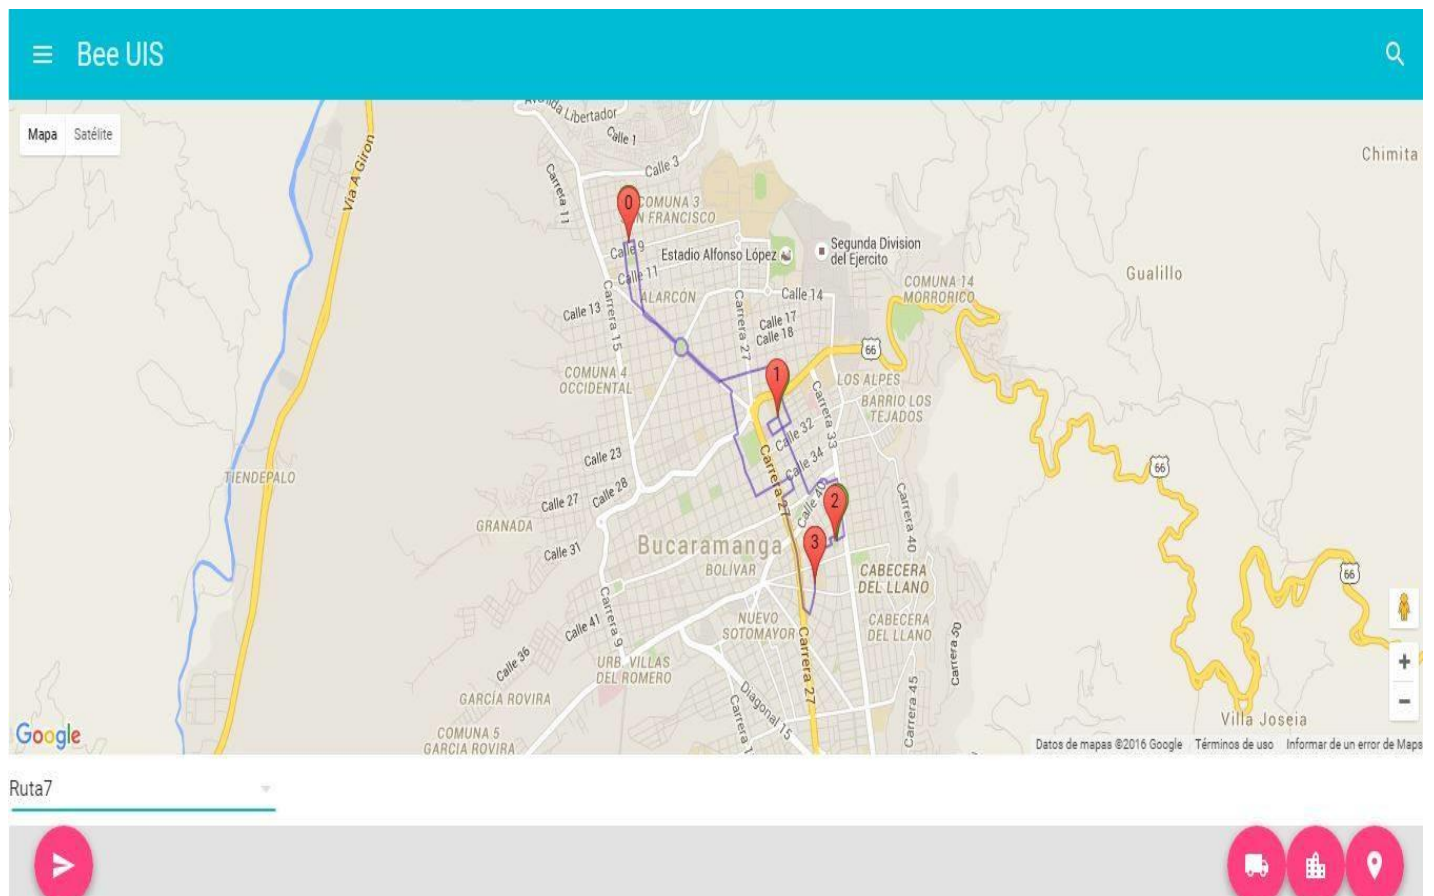 Bee UIS
Mapa
Satélite
Via A Giron
Calle 1
Carrera 11
Calle 3
Chimita
0
COMUNA 3
Calle 9
Estadio Alfonso López
Segunda Division
del Ejercito
Calle 11
ALARCÓN
Calle 14
COMUNA 14
MORRORICO
Gualillo
Calle 13
Carrera 15
Carrera 27
Calle 17
Calle 18
66
COMUNA 4
OCCIDENTAL
1
LOS ALPES
BARRIO LOS
TEJADOS
Carrera 33
Calle 32
Calle 23
Calle 34
66
TIENDEPALO
Carrera 27
Calle 27
Calle 28
Calle 40
2
Carrera 40
GRANADA
Calle 31
Bucaramanga
3
BOLÍVAR
CABECERA
DEL LLANO
66
Carrera 9
Calle 41
NUEVO
SOTOMAYOR
CABECERA
DEL LLANO
Carrera 50
Calle 36
URB. VILLAS
DEL ROMERO
Carrera 27
+
GARCÍA ROVIRA
Diagonal 15
Carrera 45
−
Villa Joseia
Google
COMUNA 5
GARCIA ROVIRA
Datos de mapas ©2016 Google
Términos de uso
Informar de un error de Maps
Ruta7